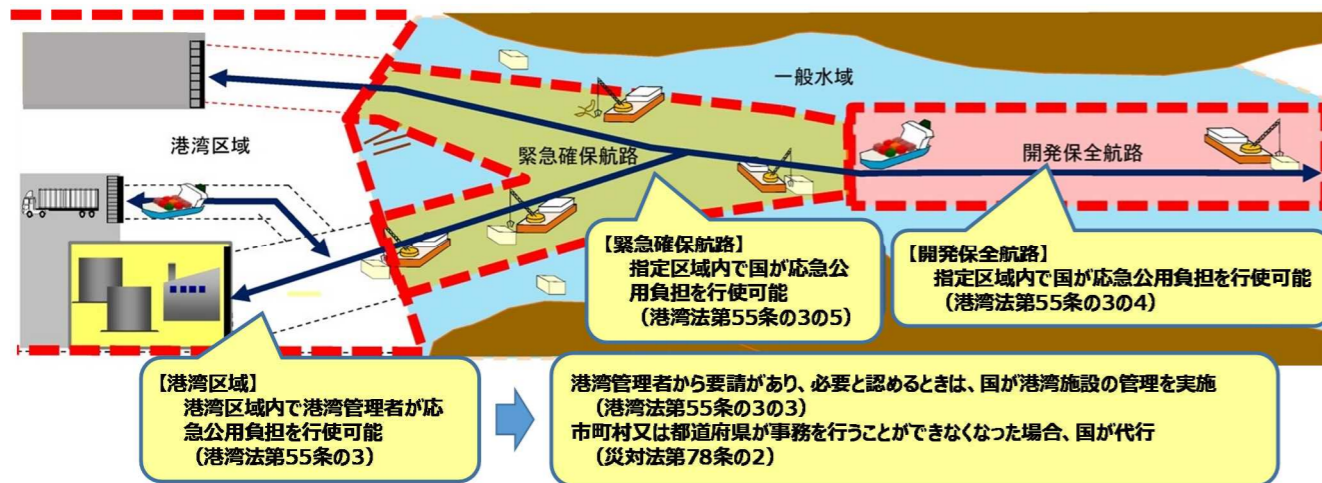 一般水域
港湾区域
緊急確保航路
開発保全航路
【緊急確保航路】
指定区域内で国が応急公
用負担を行使可能
(港湾法第55条の3の5)
【開発保全航路】
指定区域内で国が応急公用負担を行使可能
(港湾法第55条の3の4)
【港湾区域】
港湾区域内で港湾管理者が応
急公用負担を行使可能
(港湾法第55条の3)
港湾管理者から要請があり、必要と認めるときは、国が港湾施設の管理を実施
(港湾法第55条の3の3)
市町村又は都道府県が事務を行うことができなくなった場合、国が代行
(災対法第78条の2)